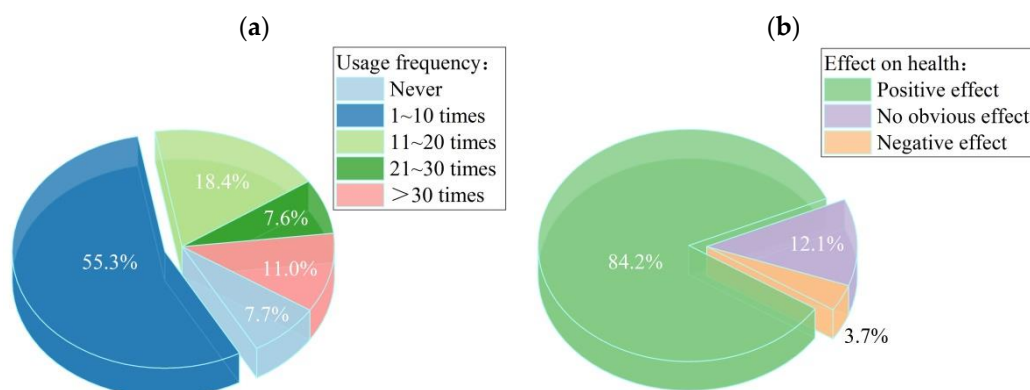 (a)
Usage frequency：
Never
1~10 times
11~20 times
21~30 times
＞30 times
18.4%
7.6%
55.3%
11.0%
7.7%
(b)
Effect on health：
Positive effect
No obvious effect
Negative effect
12.1%
84.2%
3.7%